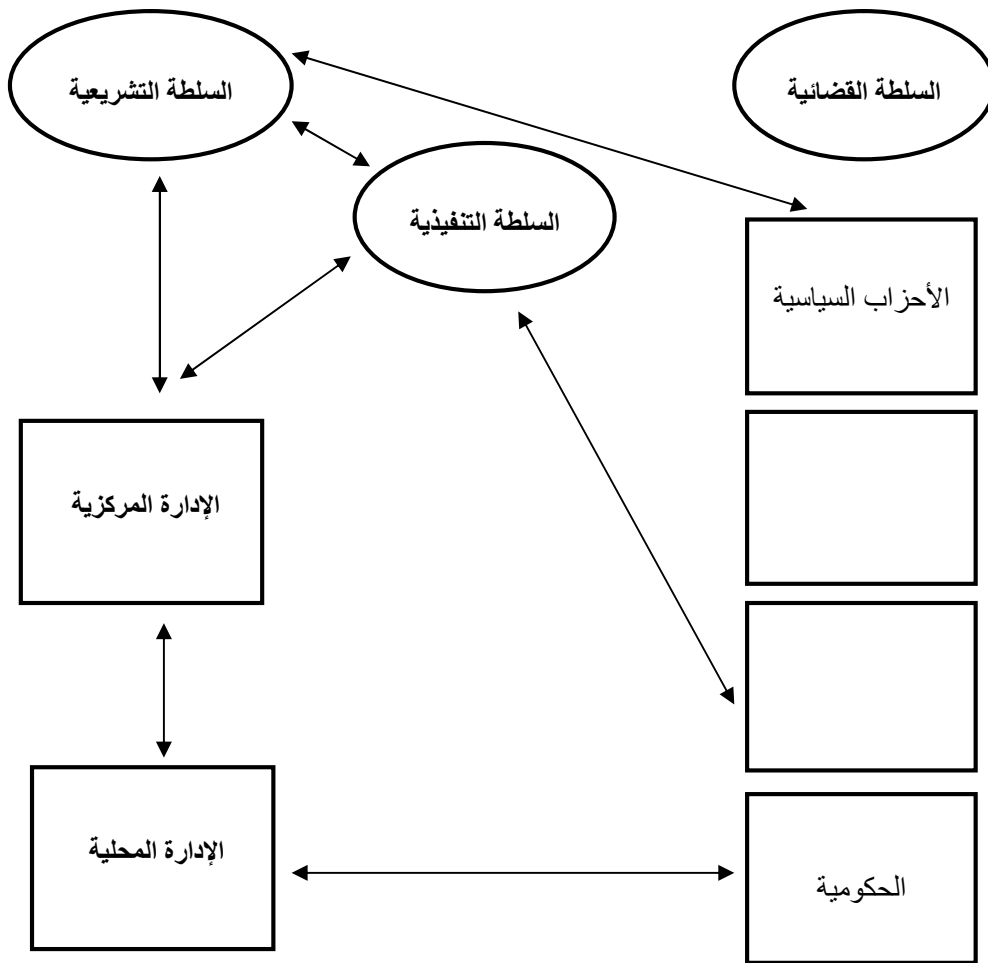 السلطة القضائية
السلطة التشريعية
السلطة التنفيذية
الأحزاب السياسية
الإدارة المركزية
الإدارة المحلية
الحكومية